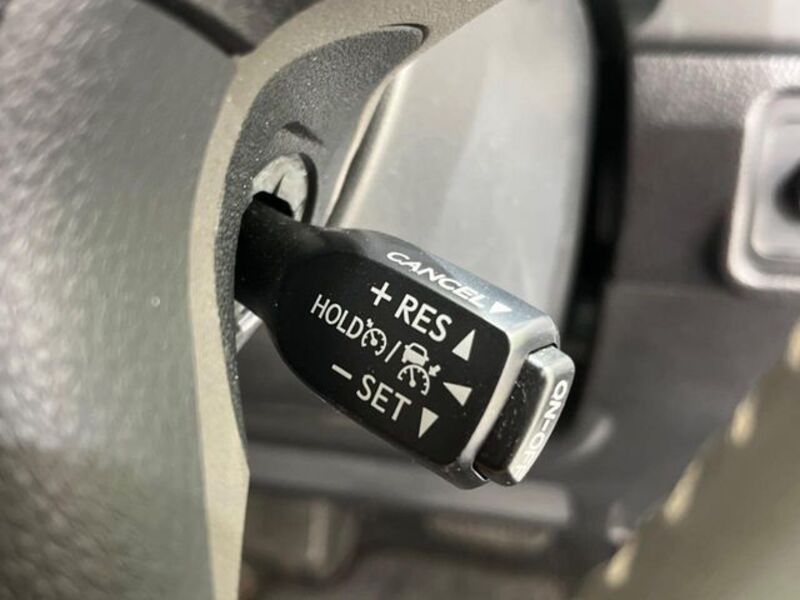 CANCEL▼
+ RES ▲
HOLD / ◀
− SET ▼
ON-OFF